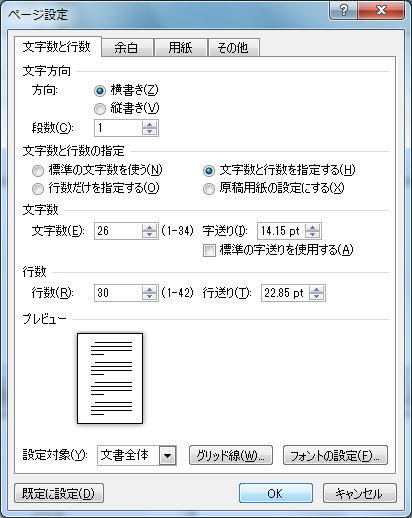 ページ設定
文字数と行数 余白 用紙 その他
文字方向
方向: 横書き(Z)
縦書き(V)
段数(C): 1
文字数と行数の指定
標準の文字数を使う(N) 文字数と行数を指定する(H)
行数だけを指定する(O) 原稿用紙の設定にする(X)
文字数
文字数(E): 26 (1-34) 字送り(I): 14.15 pt
標準の字送りを使用する(A)
行数
行数(R): 30 (1-42) 行送り(T): 22.85 pt
プレビュー
設定対象(Y): 文書全体 グリッド線(W)... フォントの設定(F)...
既定に設定(D) OK キャンセル